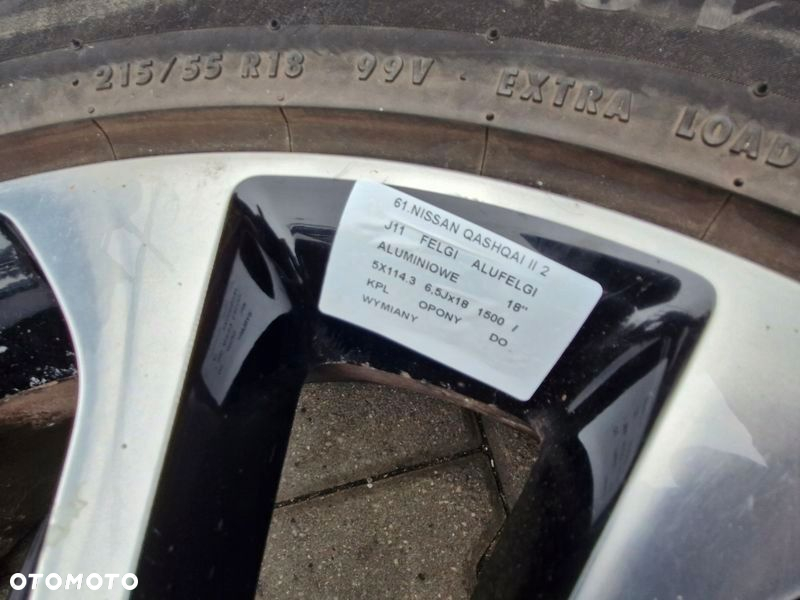 215/55 R18 99V EXTRA LOAD
61.NISSAN QASHQAI II 2
J11 FELGI ALUFELGI
ALUMINIOWE 18"
5X114.3 6.5Jx18 1500 /
KPL OPONY DO
WYMIANY
OTOMOTO